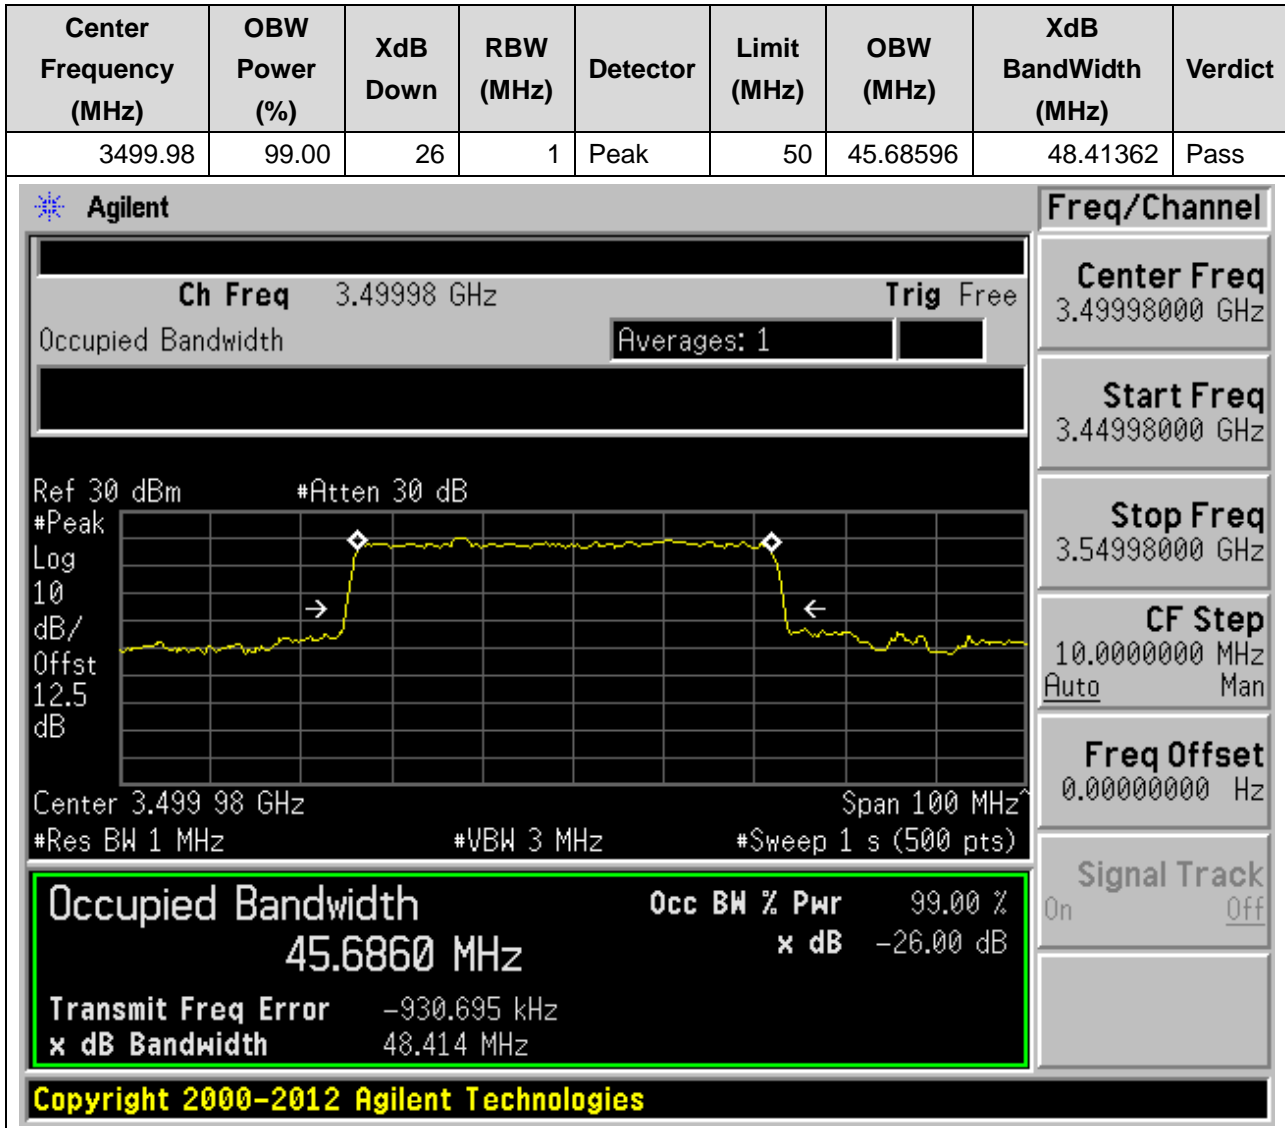 Center Frequency (MHz) OBW Power (%) XdB Down RBW (MHz) Detector Limit (MHz) OBW (MHz) XdB BandWidth (MHz) Verdict
3499.98 99.00 26 1 Peak 50 45.68596 48.41362 Pass
Agilent
Freq/Channel
Ch Freq 3.49998 GHz Trig Free
Occupied Bandwidth Averages: 1
Ref 30 dBm #Atten 30 dB
#Peak
Log
10
dB/
Offst
12.5
dB
Center 3.499 98 GHz Span 100 MHz^
#Res BW 1 MHz #VBW 3 MHz #Sweep 1 s (500 pts)
Occupied Bandwidth Occ BW % Pwr 99.00 %
45.6860 MHz x dB -26.00 dB
Transmit Freq Error -930.695 kHz
x dB Bandwidth 48.414 MHz
Center Freq
3.49998000 GHz
Start Freq
3.44998000 GHz
Stop Freq
3.54998000 GHz
CF Step
10.0000000 MHz
Auto Man
Freq Offset
0.00000000 Hz
Signal Track
On Off
Copyright 2000-2012 Agilent Technologies